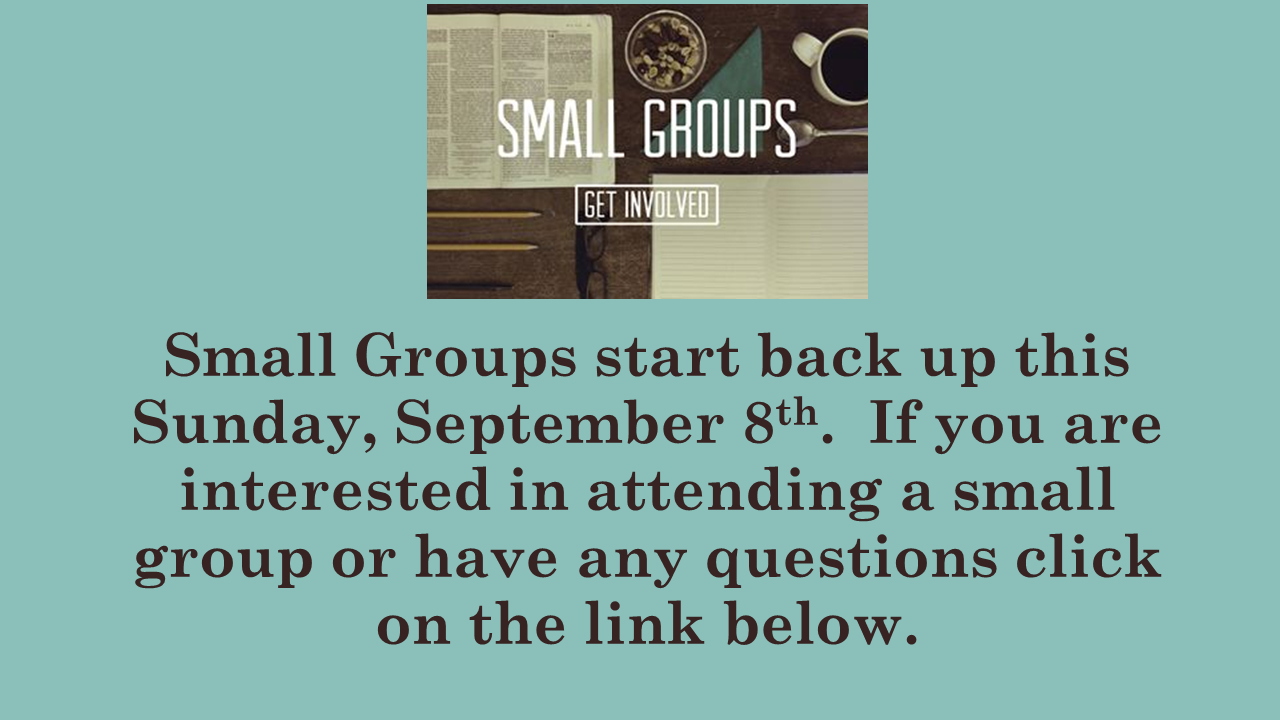 SMALL GROUPS
GET INVOLVED
Small Groups start back up this
Sunday, September 8th.  If you are
interested in attending a small
group or have any questions click
on the link below.